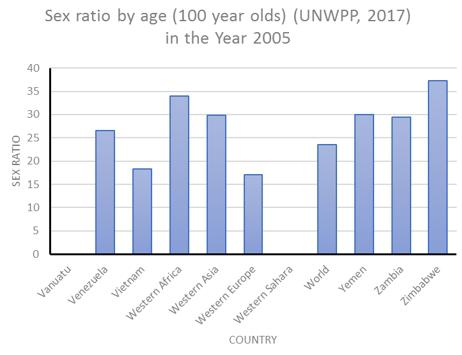 Sex ratio by age (100 year olds) (UNWPP, 2017)
in the Year 2005
40
35
30
25
20
15
10
5
0
SEX RATIO
Vanuatu
Venezuela
Vietnam
Western Africa
Western Asia
Western Europe
Western Sahara
World
Yemen
Zambia
Zimbabwe
COUNTRY